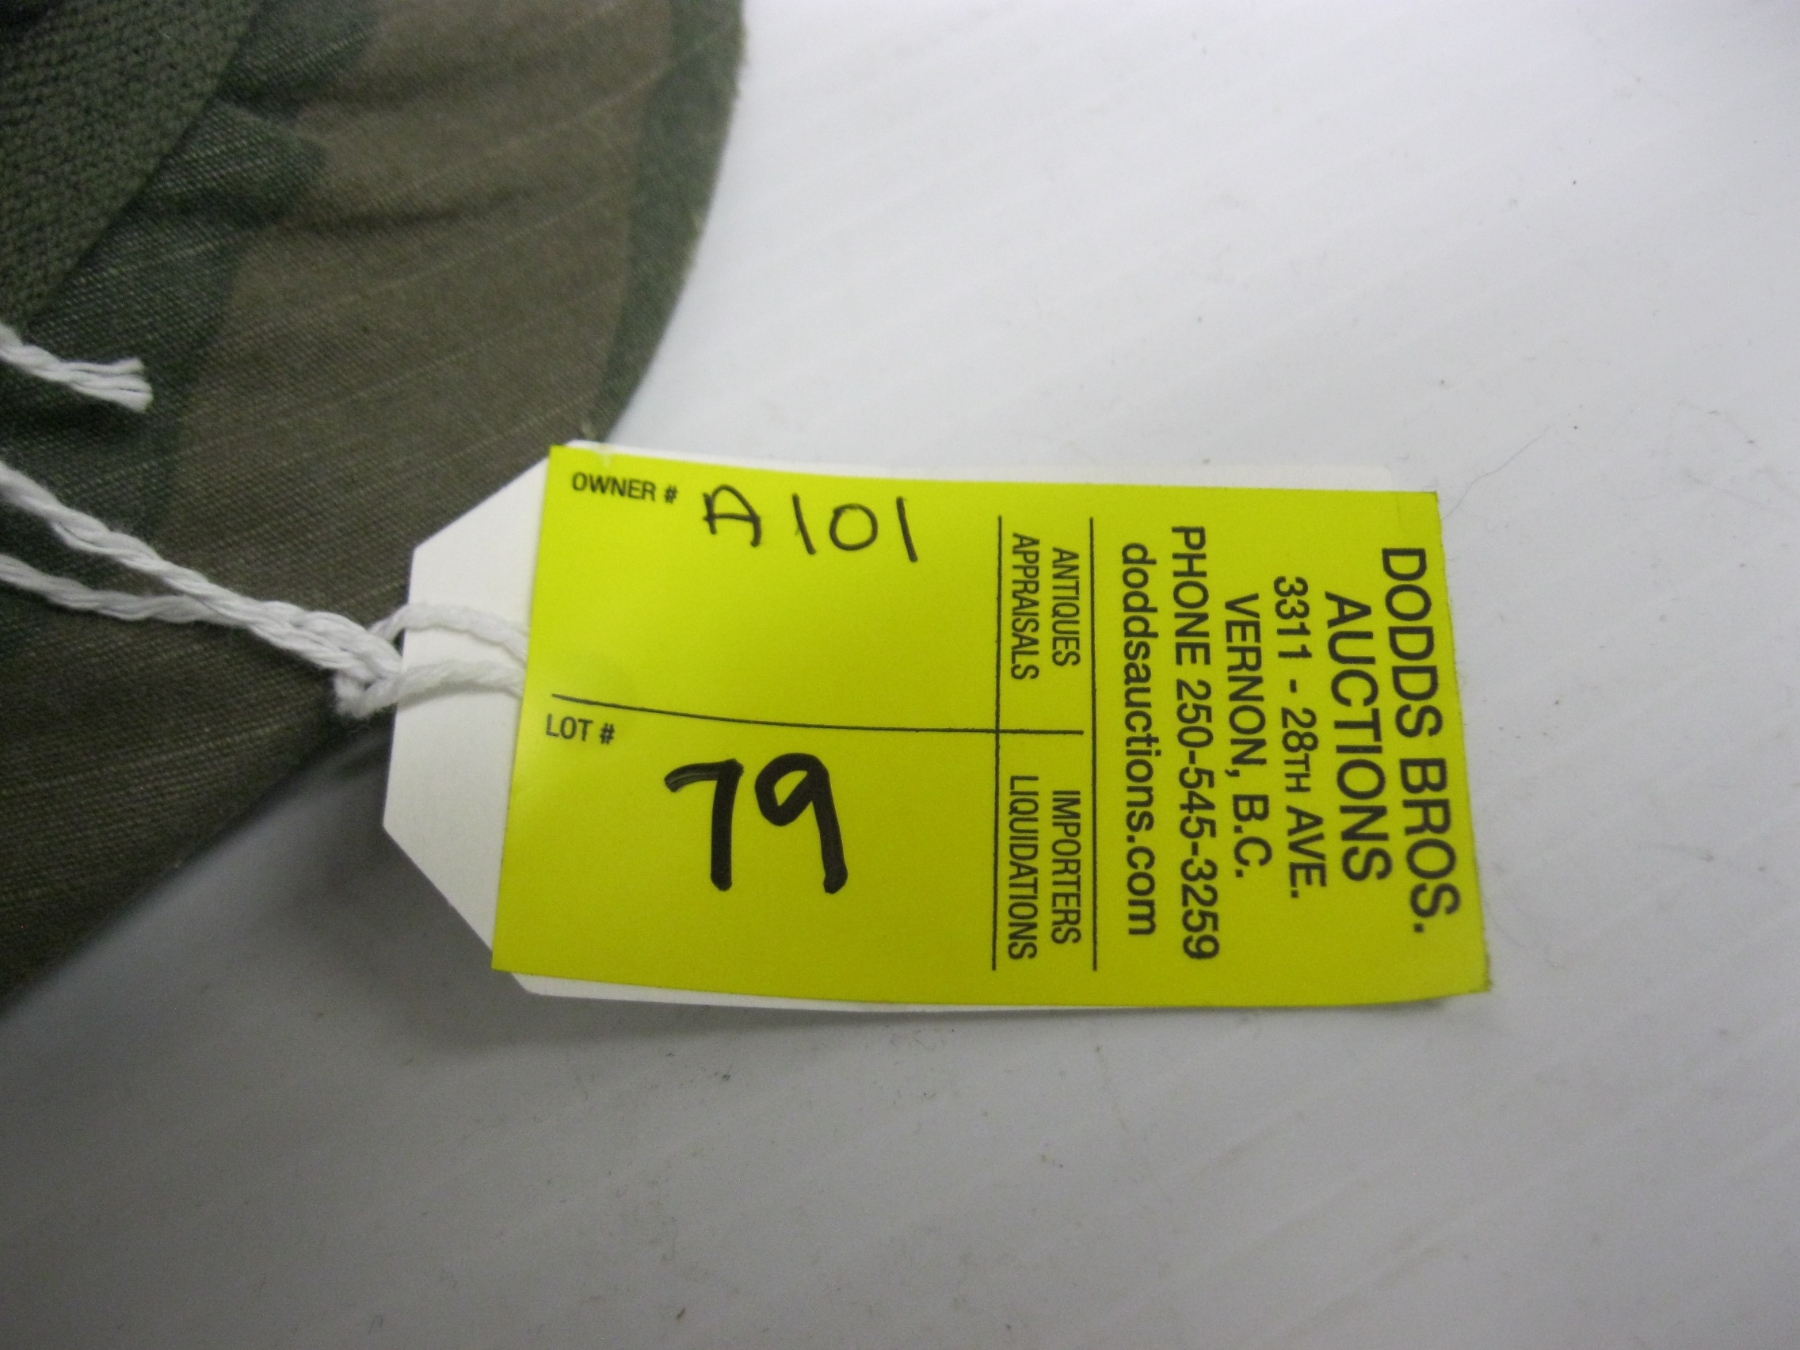 DODDS BROS.
AUCTIONS
3311 - 28TH AVE.
VERNON, B.C.
PHONE 250-545-3259
doddsauctions.com
ANTIQUES
APPRAISALS
IMPORTERS
LIQUIDATIONS
OWNER # A101
LOT #
79